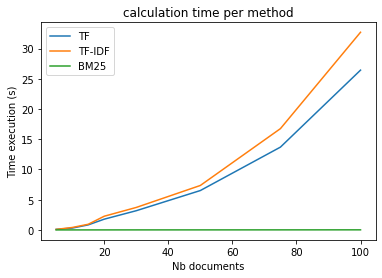 calculation time per method
TF
TF-IDF
BM25
Time execution (s)
30
25
20
15
10
5
0
20
40
60
80
100
Nb documents